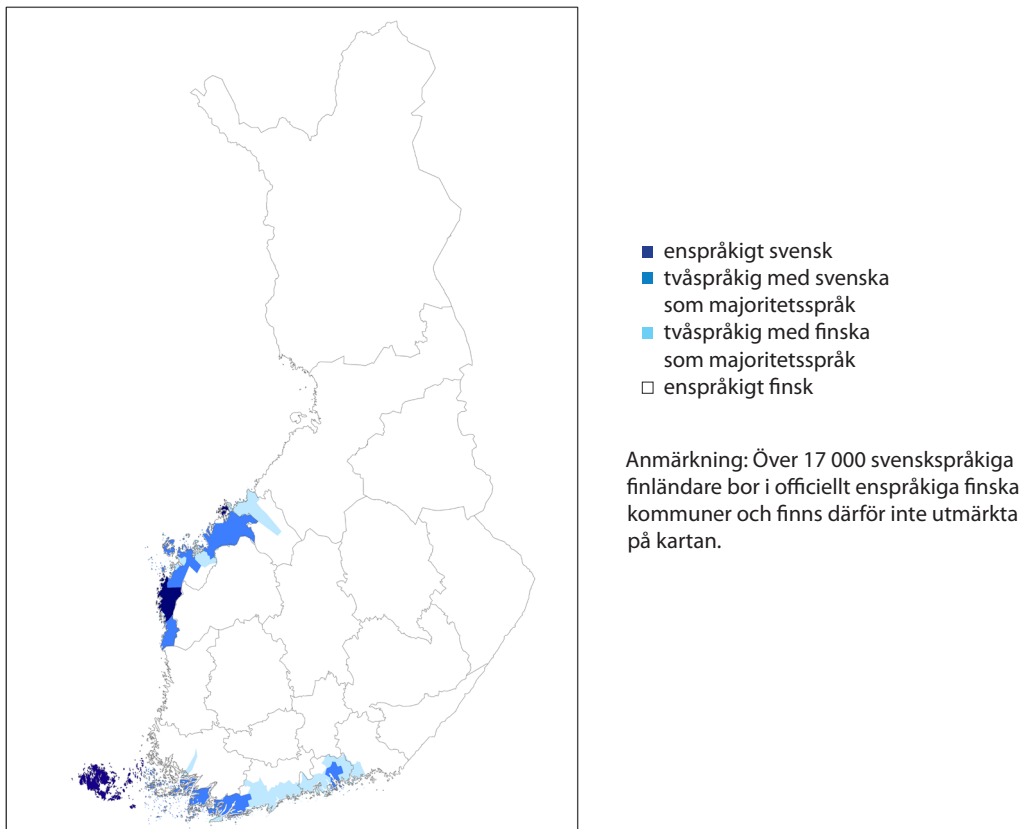 enspråkigt svensk
tvåspråkig med svenska
som majoritetsspråk
tvåspråkig med finska
som majoritetsspråk
enspråkigt finsk
Anmärkning: Över 17 000 svenskspråkiga
finländare bor i officiellt enspråkiga finska
kommuner och finns därför inte utmärkta
på kartan.